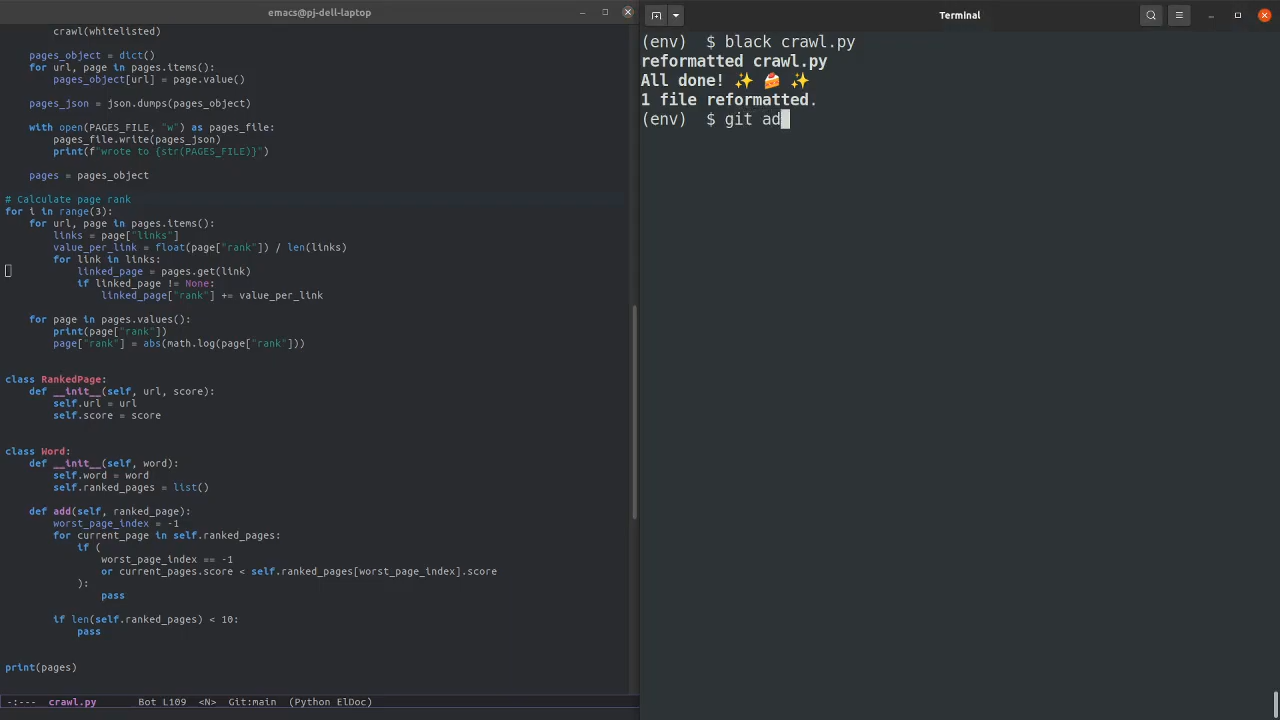 emacs@pj-dell-laptop
crawl(whitelisted)
pages_object = dict()
for url, page in pages.items():
pages_object[url] = page.value()
pages_json = json.dumps(pages_object)
with open(PAGES_FILE, "w") as pages_file:
pages_file.write(pages_json)
print(f"wrote to {str(PAGES_FILE)}")
pages = pages_object
# Calculate page rank
for i in range(3):
for url, page in pages.items():
links = page["links"]
value_per_link = float(page["rank"]) / len(links)
for link in links:
linked_page = pages.get(link)
if linked_page != None:
linked_page["rank"] += value_per_link
for page in pages.values():
print(page["rank"])
page["rank"] = abs(math.log(page["rank"]))
class RankedPage:
def __init__(self, url, score):
self.url = url
self.score = score
class Word:
def __init__(self, word):
self.word = word
self.ranked_pages = list()
def add(self, ranked_page):
worst_page_index = -1
for current_page in self.ranked_pages:
if (
worst_page_index == -1
or current_pages.score < self.ranked_pages[worst_page_index].score
):
pass
if len(self.ranked_pages) < 10:
pass
print(pages)
-:--- crawl.py Bot L109 <N> Git:main (Python ElDoc)
Terminal
(env) $ black crawl.py
reformatted crawl.py
All done! ✨ 🍰 ✨
1 file reformatted.
(env) $ git ad